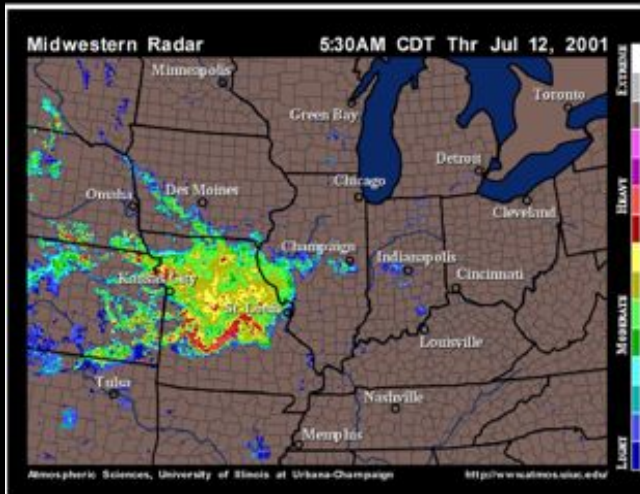 Midwestern Radar 5:30AM CDT Thr Jul 12, 2001
EXTREME
Minneapolis
Toronto
Green Bay
Detroit
Chicago
HEAVY
Omaha
Des Moines
Cleveland
Champaign
Indianapolis
Kansas City
Cincinnati
St. Louis
MODERATE
Louisville
Tulsa
Nashville
Memphis
LIGHT
Atmospheric Sciences, University of Illinois at Urbana-Champaign http://www.atmos.uiuc.edu/